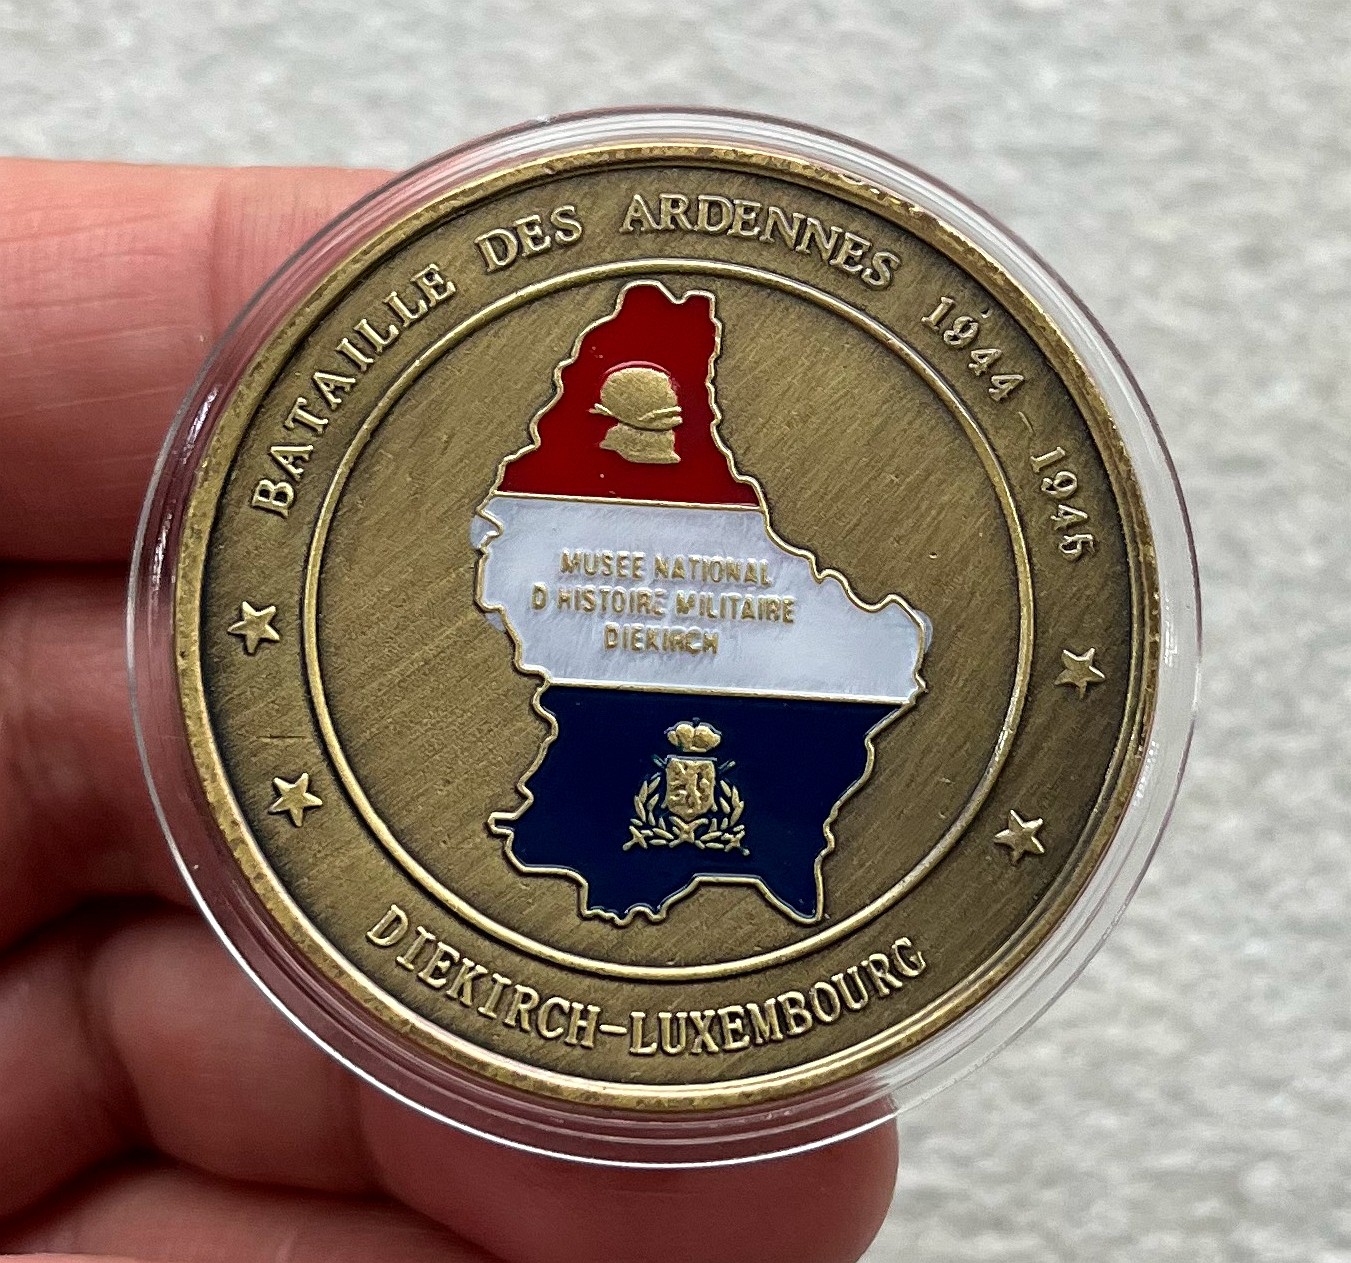 BATAILLE DES ARDENNES 1944-1945
MUSEE NATIONAL
D HISTOIRE MILITAIRE
DIEKIRCH
DIEKIRCH-LUXEMBOURG